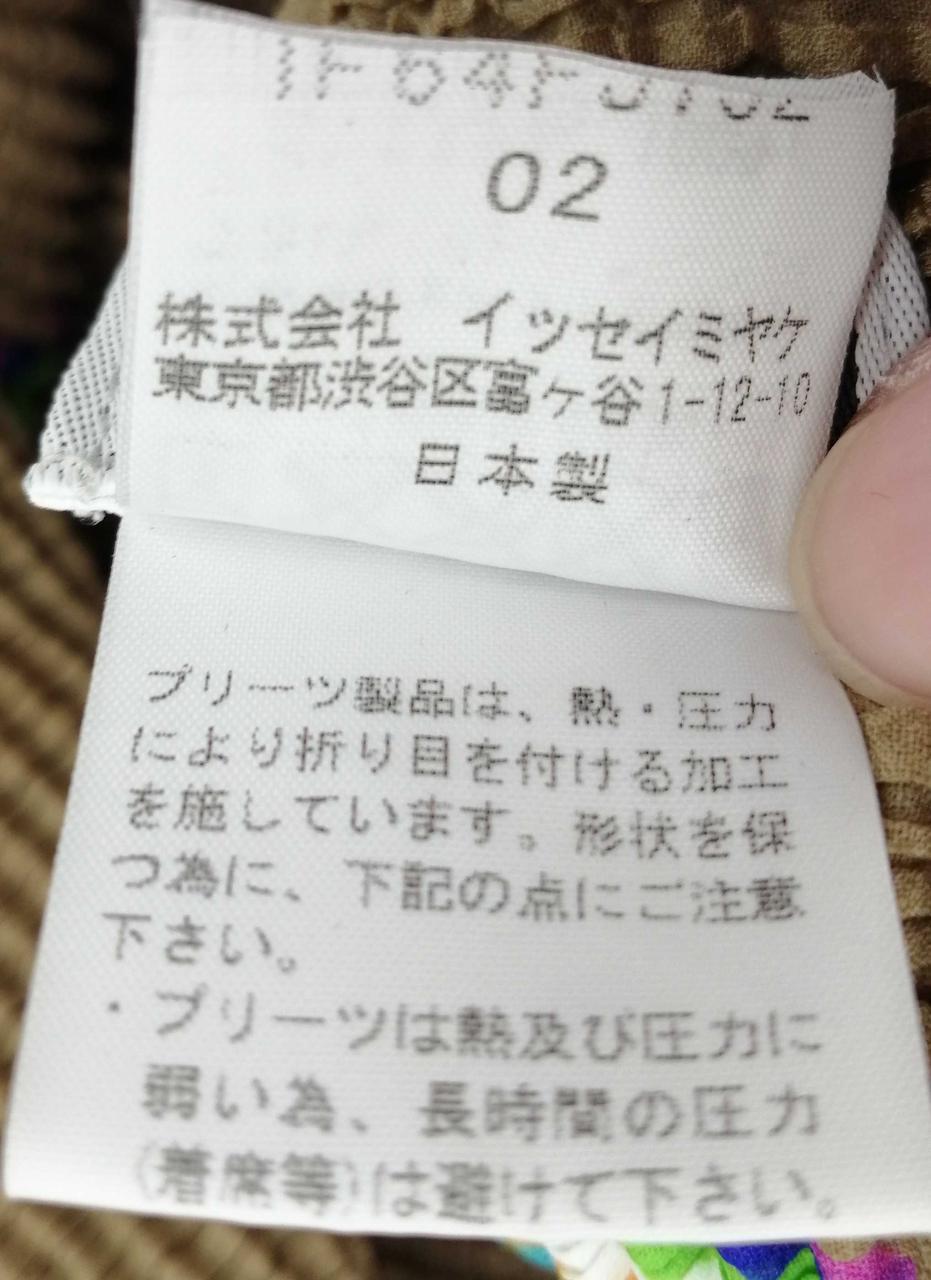 02
株式会社 イッセイミヤケ
東京都渋谷区富ヶ谷1-12-10
日本製
プリーツ製品は、熱・圧力
により折り目を付ける加工
を施しています。形状を保
つ為に、下記の点にご注意
下さい。
・プリーツは熱及び圧力に
弱い為、長時間の圧力
(着席等)は避けて下さい。